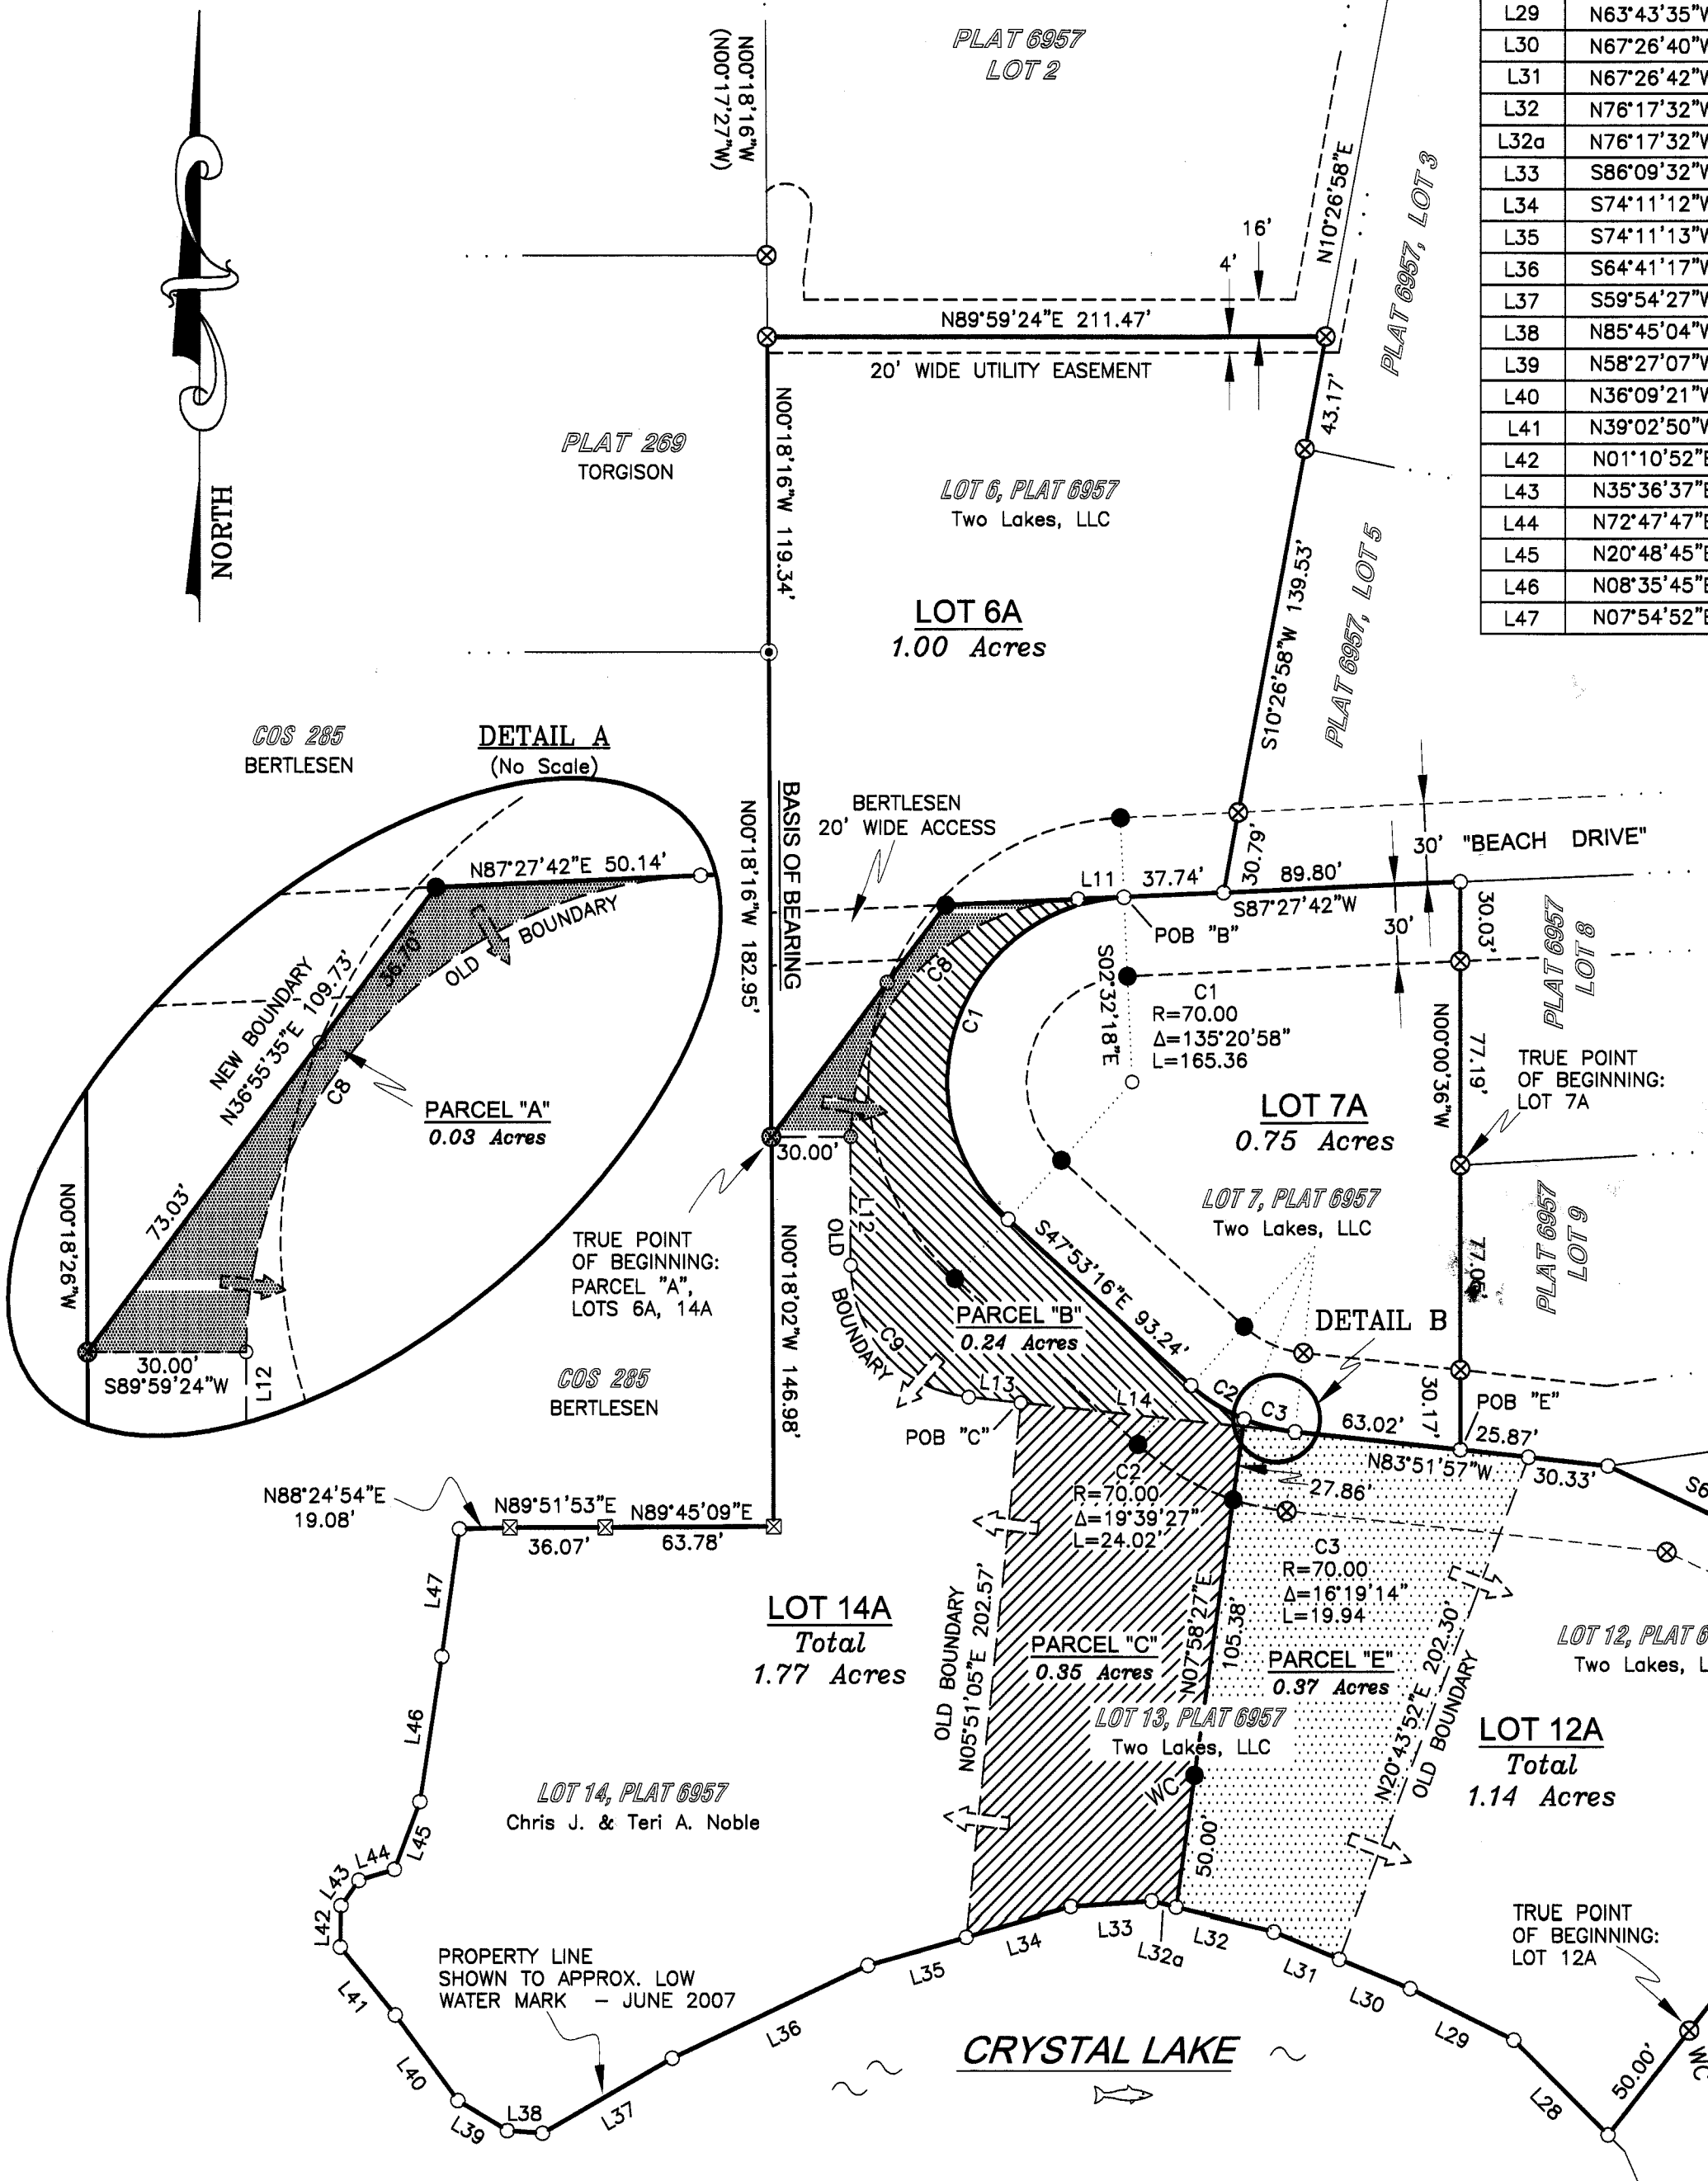 L29 N63°43'35"W
L30 N67°26'40"W
L31 N67°26'42"W
L32 N76°17'32"W
L32a N76°17'32"W
L33 S86°09'32"W
L34 S74°11'12"W
L35 S74°11'13"W
L36 S64°41'17"W
L37 S59°54'27"W
L38 N85°45'04"W
L39 N58°27'07"W
L40 N36°09'21"W
L41 N39°02'50"W
L42 N01°10'52"E
L43 N35°36'37"E
L44 N72°47'47"E
L45 N20°48'45"E
L46 N08°35'45"E
L47 N07°54'52"E
PLAT 6957
LOT 2
N00°18'16"W
(N00°17'27"W)
NORTH
N10°26'58"E
PLAT 6957, LOT 3
16'
4'
N89°59'24"E 211.47'
20' WIDE UTILITY EASEMENT
43.17'
PLAT 269
TORGISON
N00°18'16"W 119.34'
LOT 6, PLAT 6957
Two Lakes, LLC
LOT 6A
1.00 Acres
S10°26'58"W 139.53'
PLAT 6957, LOT 5
COS 285
BERTLESEN
DETAIL A
(No Scale)
N87°27'42"E 50.14'
OLD BOUNDARY
36.70'
NEW BOUNDARY
N36°55'35"E 109.73'
C8
PARCEL "A"
0.03 Acres
73.03'
N00°18'26"W
30.00'
S89°59'24"W
L12
BASIS OF BEARING
N00°18'16"W 182.95'
BERTLESEN
20' WIDE ACCESS
L11
37.74'
30.79'
89.80'
S87°27'42"W
30'
"BEACH DRIVE"
30'
POB "B"
S02°32'18"E
C8
C1
C1
R=70.00
Δ=135°20'58"
L=165.36
30.03'
PLAT 6957
LOT 8
N00°00'36"W
77.19'
TRUE POINT
OF BEGINNING:
LOT 7A
LOT 7A
0.75 Acres
LOT 7, PLAT 6957
Two Lakes, LLC
PLAT 6957
LOT 9
77.05'
30.00'
TRUE POINT
OF BEGINNING:
PARCEL "A",
LOTS 6A, 14A
L12
OLD BOUNDARY
C9
N00°18'02"W 146.98'
S47°53'16"E 93.24'
PARCEL "B"
0.24 Acres
DETAIL B
COS 285
BERTLESEN
L13
L14
C2
C3
63.02'
30.17'
POB "E"
25.87'
N83°51'57"W
30.33'
S6
POB "C"
27.86'
C2
R=70.00
Δ=19°39'27"
L=24.02'
C3
R=70.00
Δ=16°19'14"
L=19.94
N88°24'54"E
19.08'
N89°51'53"E
36.07'
N89°45'09"E
63.78'
L47
LOT 14A
Total
1.77 Acres
OLD BOUNDARY
N05°51'05"E 202.57'
PARCEL "C"
0.35 Acres
N07°58'27"E
105.38'
PARCEL "E"
0.37 Acres
LOT 13, PLAT 6957
Two Lakes, LLC
N20°43'52"E 202.30'
OLD BOUNDARY
LOT 12, PLAT 6
Two Lakes, L
LOT 12A
Total
1.14 Acres
L46
LOT 14, PLAT 6957
Chris J. & Teri A. Noble
WC
50.00'
L45
L44
L43
L42
L41
L40
L39
L38
L37
L36
L35
L34
L33
L32a
L32
L31
L30
L29
L28
PROPERTY LINE
SHOWN TO APPROX. LOW
WATER MARK – JUNE 2007
CRYSTAL LAKE
TRUE POINT
OF BEGINNING:
LOT 12A
50.00'
WC